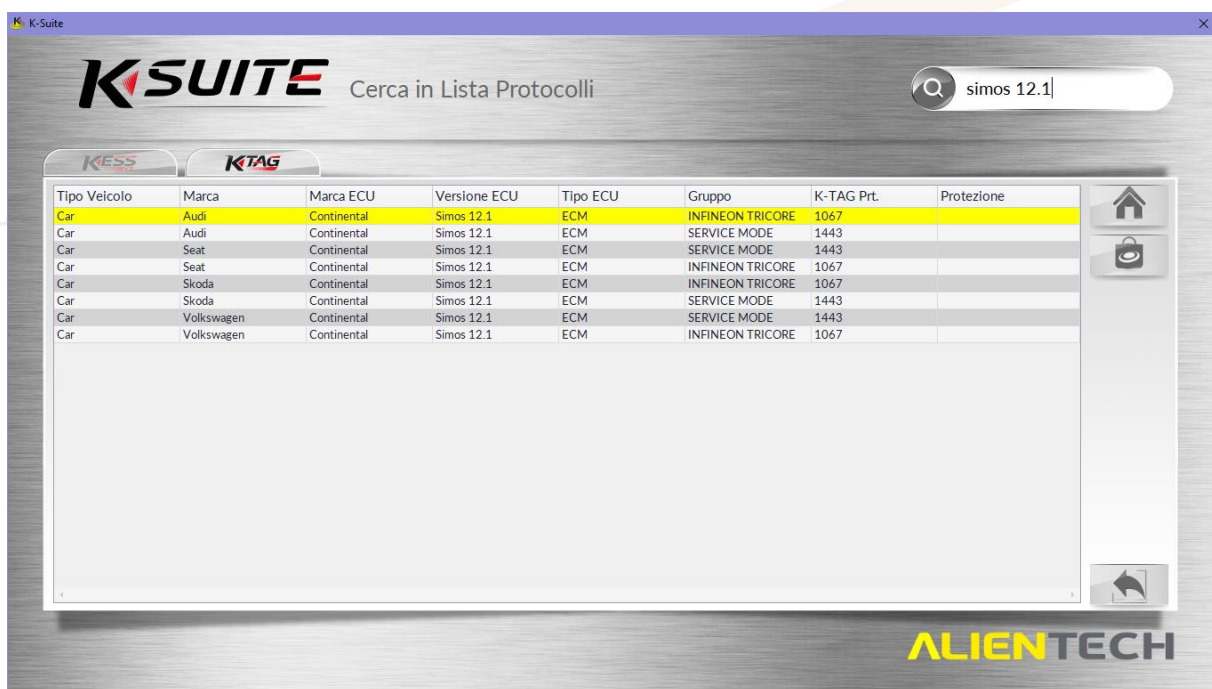 K-Suite
KSUITE Cerca in Lista Protocolli simos 12.1
KESS KTAG
Tipo Veicolo Marca Marca ECU Versione ECU Tipo ECU Gruppo K-TAG Prt. Protezione
Car Audi Continental Simos 12.1 ECM INFINEON TRICORE 1067
Car Audi Continental Simos 12.1 ECM SERVICE MODE 1443
Car Seat Continental Simos 12.1 ECM SERVICE MODE 1443
Car Seat Continental Simos 12.1 ECM INFINEON TRICORE 1067
Car Skoda Continental Simos 12.1 ECM INFINEON TRICORE 1067
Car Skoda Continental Simos 12.1 ECM SERVICE MODE 1443
Car Volkswagen Continental Simos 12.1 ECM SERVICE MODE 1443
Car Volkswagen Continental Simos 12.1 ECM INFINEON TRICORE 1067
ALIENTECH